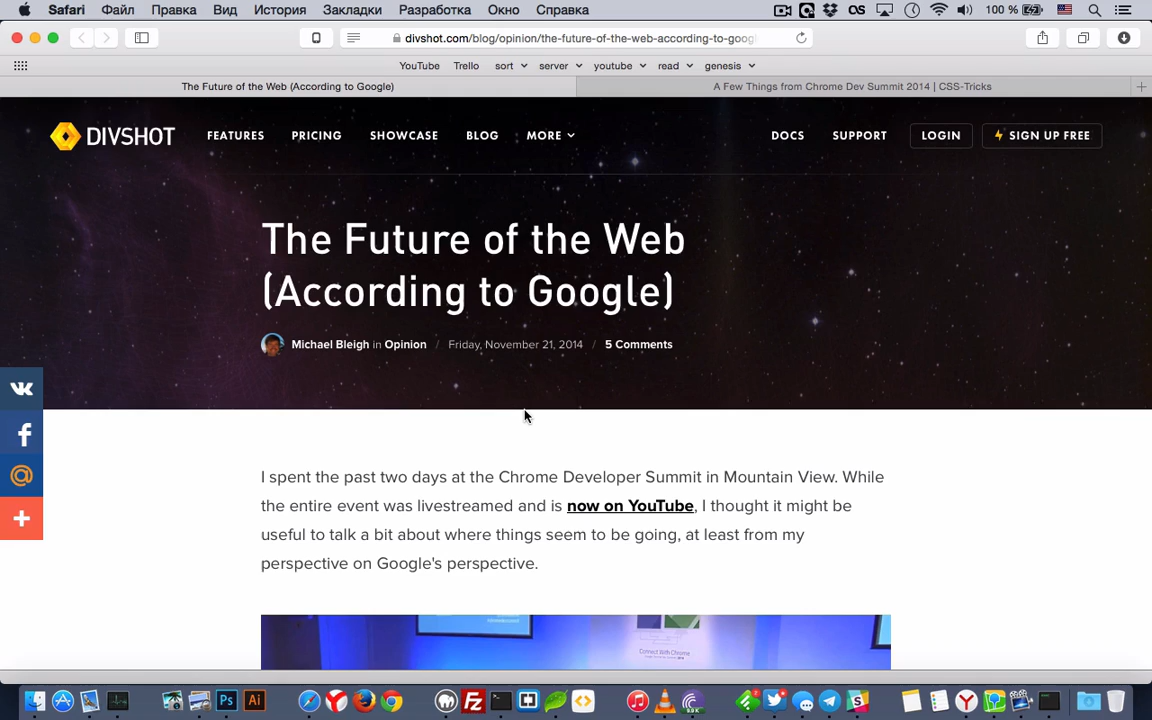 Safari Файл Правка Вид История Закладки Разработка Окно Справка 100 %
divshot.com/blog/opinion/the-future-of-the-web-according-to-goog
YouTube Trello sort server youtube read genesis
The Future of the Web (According to Google) A Few Things from Chrome Dev Summit 2014 | CSS-Tricks
DIVSHOT FEATURES PRICING SHOWCASE BLOG MORE DOCS SUPPORT LOGIN SIGN UP FREE
The Future of the Web
(According to Google)
Michael Bleigh in Opinion / Friday, November 21, 2014 / 5 Comments
I spent the past two days at the Chrome Developer Summit in Mountain View. While
the entire event was livestreamed and is now on YouTube, I thought it might be
useful to talk a bit about where things seem to be going, at least from my
perspective on Google's perspective.
Connect With Chrome
Ps Ai